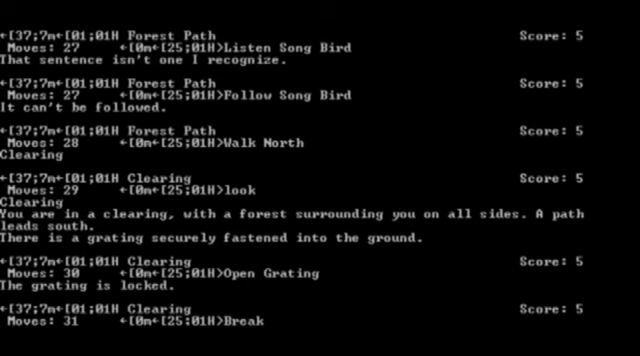 ←[37;7m←[01;01H Forest Path Score: 5
Moves: 27 ←[0m←[25;01H>Listen Song Bird
That sentence isn't one I recognize.
←[37;7m←[01;01H Forest Path Score: 5
Moves: 27 ←[0m←[25;01H>Follow Song Bird
It can't be followed.
←[37;7m←[01;01H Forest Path Score: 5
Moves: 28 ←[0m←[25;01H>Walk North
Clearing
←[37;7m←[01;01H Clearing Score: 5
Moves: 29 ←[0m←[25;01H>look
Clearing
You are in a clearing, with a forest surrounding you on all sides. A path
leads south.
There is a grating securely fastened into the ground.
←[37;7m←[01;01H Clearing Score: 5
Moves: 30 ←[0m←[25;01H>Open Grating
The grating is locked.
←[37;7m←[01;01H Clearing Score: 5
Moves: 31 ←[0m←[25;01H>Break